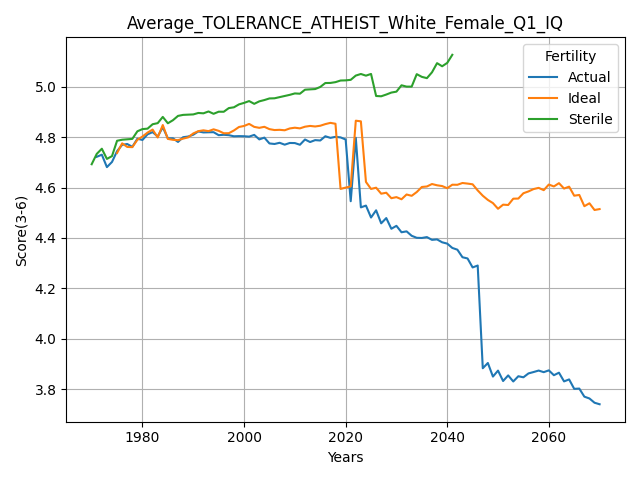 Average_TOLERANCE_ATHEIST_White_Female_Q1_IQ
Fertility
Actual
Ideal
Sterile
Score(3-6)
5.0
4.8
4.6
4.4
4.2
4.0
3.8
1980 2000 2020 2040 2060
Years